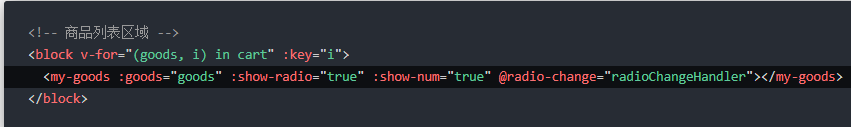 <!-- 商品列表区域 -->
<block v-for="(goods, i) in cart" :key="i">
  <my-goods :goods="goods" :show-radio="true" :show-num="true" @radio-change="radioChangeHandler"></my-goods>
</block>